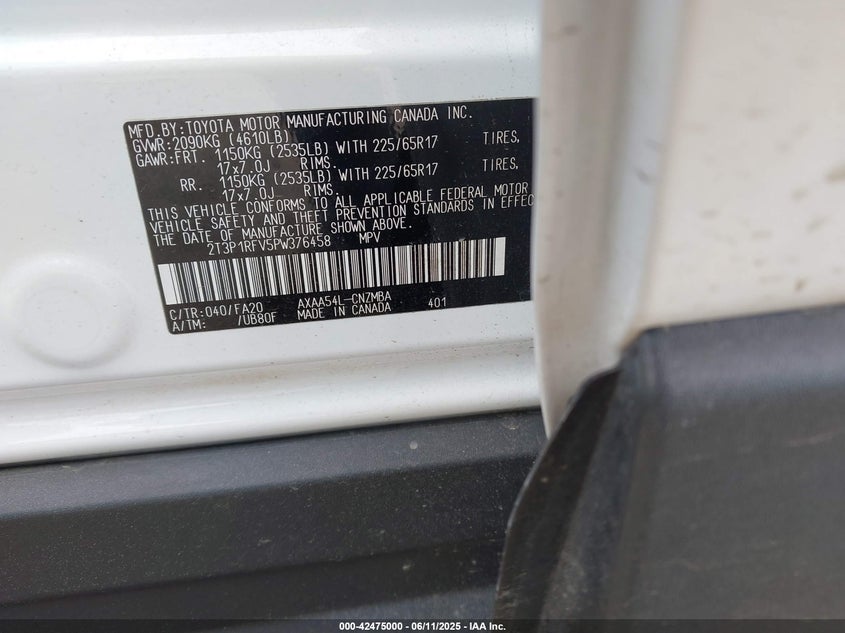 MFD.BY:TOYOTA MOTOR MANUFACTURING CANADA INC.
GVWR:2090KG (4610LB)
GAWR:FRT. 1150KG (2535LB) WITH 225/65R17 TIRES,
17x7.0J RIMS.
RR. 1150KG (2535LB) WITH 225/65R17 TIRES,
17x7.0J RIMS.
THIS VEHICLE CONFORMS TO ALL APPLICABLE FEDERAL MOTOR
VEHICLE SAFETY AND THEFT PREVENTION STANDARDS IN EFFEC
THE DATE OF MANUFACTURE SHOWN ABOVE.
2T3P1RFV5PW376458 MPV
C/TR:040/FA20 AXAA54L-CNZMBA 401
A/TM: /UB80F MADE IN CANADA
000-42475000 - 06/11/2025 - IAA Inc.